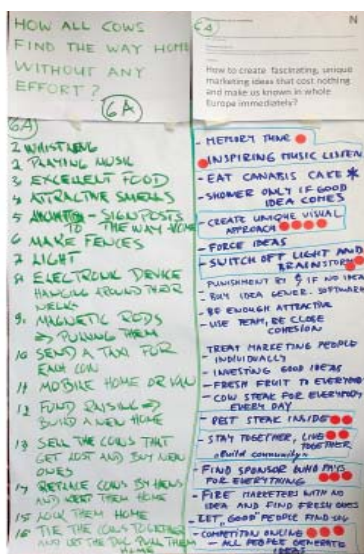 HOW ALL COWS
FIND THE WAY HOME
WITHOUT ANY
EFFORT?
6A
6A
WHISTLING
2 PLAYING MUSIC
3 EXCELLENT FOOD
4 ATTRACTIVE SMELLS
5 - SIGNPOSTS
TO THE WAY HOME
6 MAKE FENCES
7 LIGHT
8 ELECTRONIC DEVICE
HANGING AROUND THEIR
NECKS
9. MAGNETIC RODS
→ PULLING THEM
10 SEND A TAXI FOR
EACH COW
11 MOBILE HOME OR VAN
12 FUND RAISING ⇒
BUILD A NEW HOME
13 SELL THE COWS THAT
GET LOST AND BUY NEW
ONES
14 REPLACE COWS BY HENS
AND KEEP THEM HOME
15 LOCK THEM HOME
16 TIE THE COWS TOGETHER
AND LET THE DOG PULL THEM
HOME
N
How to create fascinating, unique
marketing ideas that cost nothing
and make us known in whole
Europe immediately?
- MEMORY
INSPIRING MUSIC LISTEN
- EAT CANABIS CAKE *
- SHOWER ONLY IF GOOD
IDEA COMES
- CREATE UNIQUE VISUAL
APPROACH
- FORCE IDEAS
- SWITCH OFF LIGHT AND
BRAINSTORM
PUNISHMENT BY IF NO IDEA
- BUY IDEA GENER. SOFTWARE
- BE ENOUGH ATTRACTIVE
- USE TEAM, BE CLOSE
COHESION
- TREAT MARKETING PEOPLE
INDIVIDUALLY
- INVESTING GOOD IDEAS
- FRESH FRUIT TO EVERYBODY
- COW STEAK FOR EVERYBODY
EVERY DAY
- BEST STEAK INSIDE
- STAY TOGETHER, LIVE
TOGETHER
"Build community"
- FIND SPONSOR WHO PAYS
FOR EVERYTHING
- FIRE MARKETERS WITH NO
IDEA AND FIND FRESH ONES
- LET "GOOD" PEOPLE FIND YOU
- COMPETITION ONLINE
- ALL PEOPLE GENERATE
IDEAS